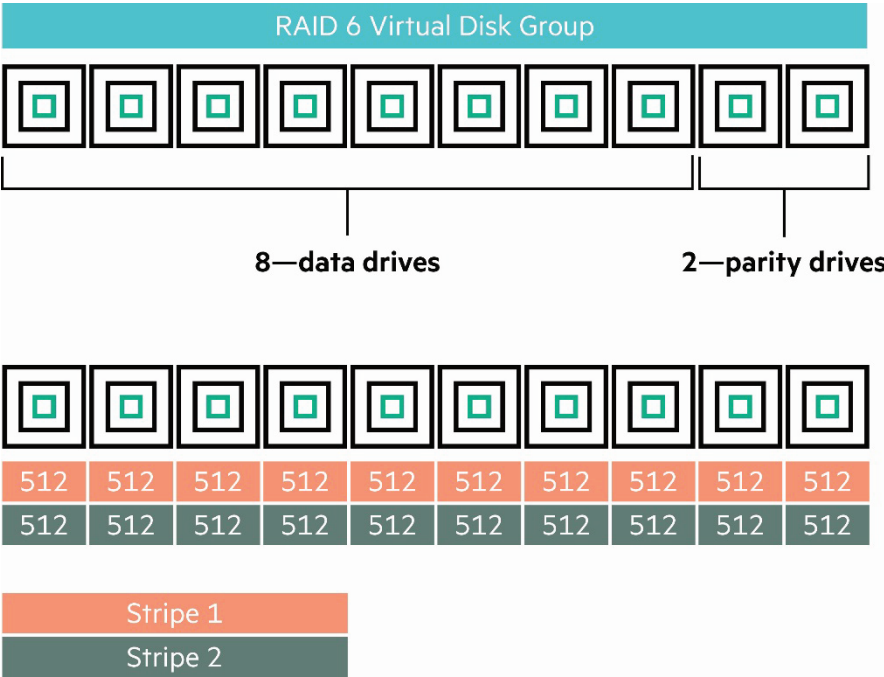 RAID 6 Virtual Disk Group
8—data drives
2—parity drives
512 512 512 512 512 512 512 512 512 512
512 512 512 512 512 512 512 512 512 512
Stripe 1
Stripe 2